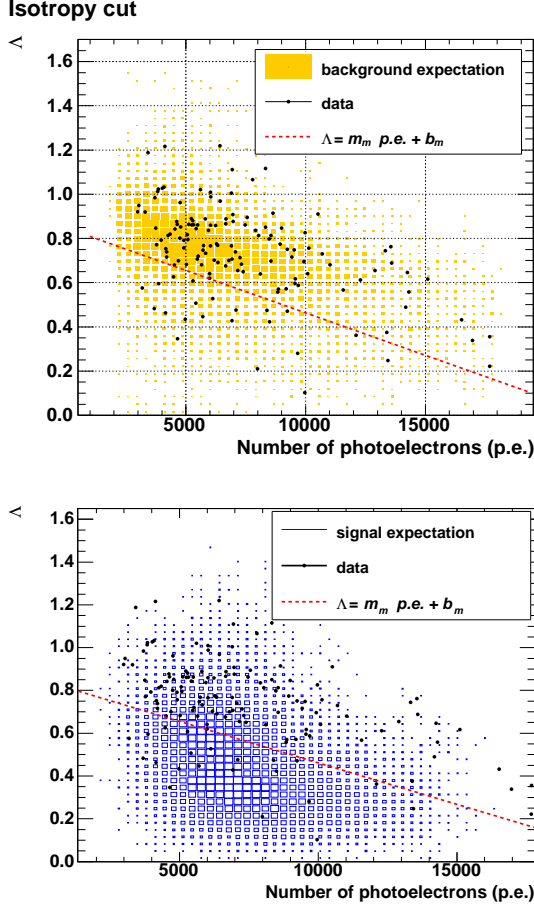 Isotropy cut
Λ
1.6
1.4
1.2
1.0
0.8
0.6
0.4
0.2
0.0
background expectation
data
Λ = m_m p.e. + b_m
5000 10000 15000
Number of photoelectrons (p.e.)
Λ
1.6
1.4
1.2
1.0
0.8
0.6
0.4
0.2
0.0
signal expectation
data
Λ = m_m p.e. + b_m
5000 10000 15000
Number of photoelectrons (p.e.)